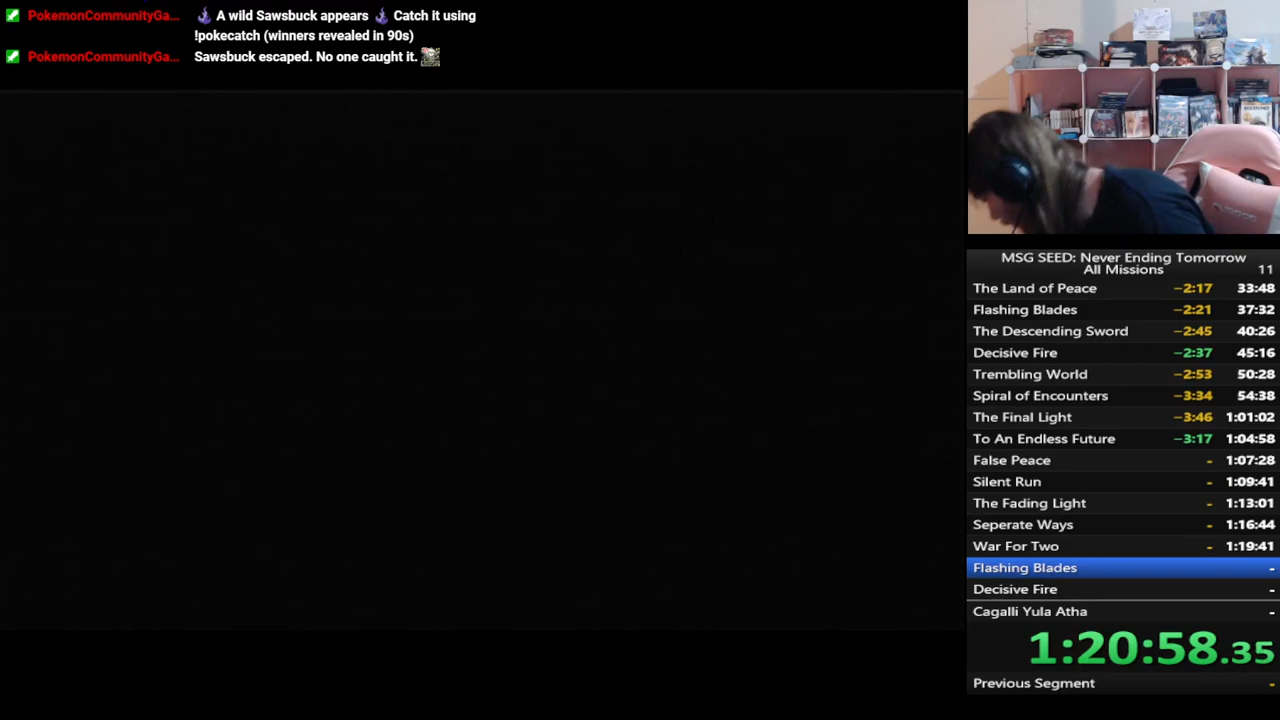 PokemonCommunityGa... A wild Sawsbuck appears Catch it using
!pokecatch (winners revealed in 90s)
PokemonCommunityGa... Sawsbuck escaped. No one caught it.
MSG SEED: Never Ending Tomorrow
All Missions 11
The Land of Peace −2:17 33:48
Flashing Blades −2:21 37:32
The Descending Sword −2:45 40:26
Decisive Fire −2:37 45:16
Trembling World −2:53 50:28
Spiral of Encounters −3:34 54:38
The Final Light −3:46 1:01:02
To An Endless Future −3:17 1:04:58
False Peace - 1:07:28
Silent Run - 1:09:41
The Fading Light - 1:13:01
Seperate Ways - 1:16:44
War For Two - 1:19:41
Flashing Blades -
Decisive Fire -
Cagalli Yula Atha -
1:20:58.35
Previous Segment -